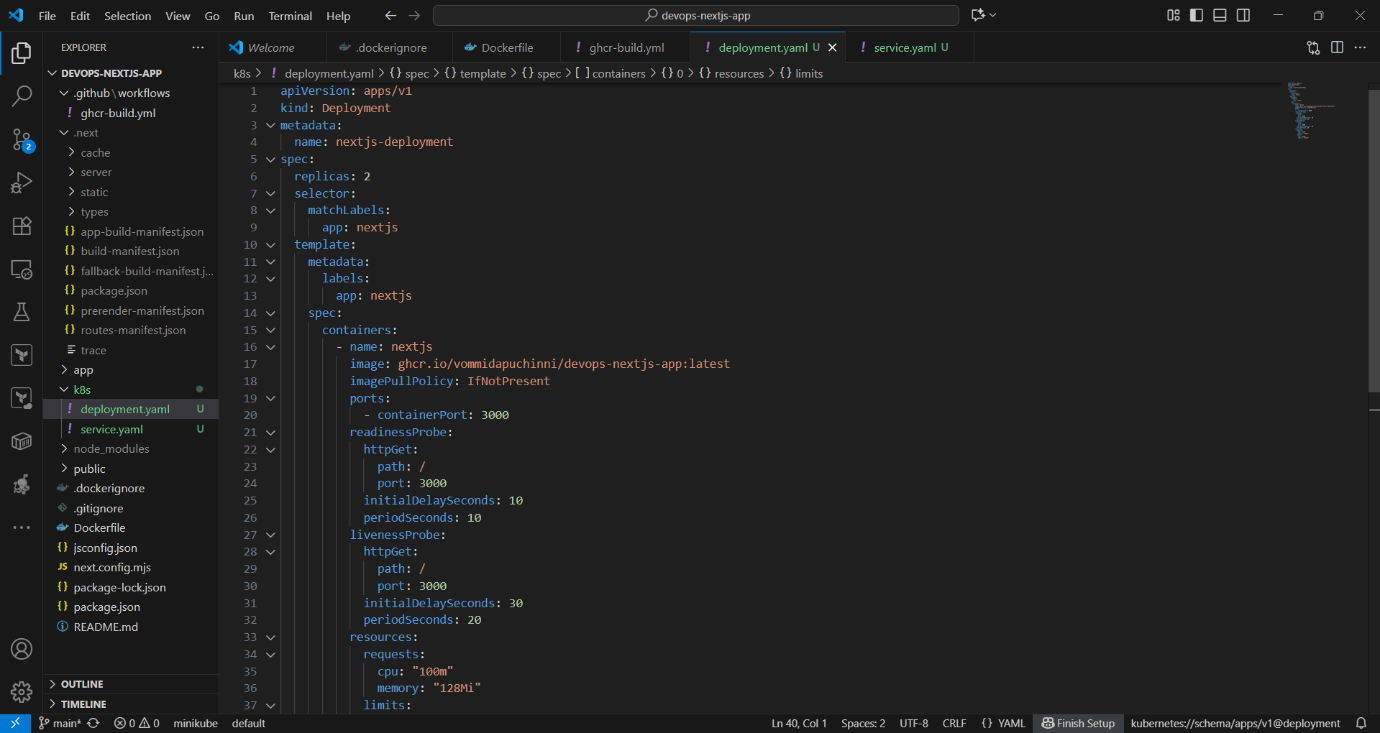 File Edit Selection View Go Run Terminal Help
devops-nextjs-app
EXPLORER
Welcome
.dockerignore
Dockerfile
! ghcr-build.yml
! deployment.yaml U
! service.yaml U
k8s > ! deployment.yaml > {} spec > {} template > {} spec > [ ] containers > {} 0 > {} resources > {} limits
DEVOPS-NEXTJS-APP
.github\workflows
! ghcr-build.yml
.next
cache
server
static
types
{} app-build-manifest.json
{} build-manifest.json
{} fallback-build-manifest.j...
{} package.json
{} prerender-manifest.json
{} routes-manifest.json
trace
app
k8s
! deployment.yaml U
! service.yaml U
node_modules
public
.dockerignore
.gitignore
Dockerfile
{} jsconfig.json
JS next.config.mjs
{} package-lock.json
{} package.json
README.md
OUTLINE
TIMELINE
2
1 apiVersion: apps/v1
2 kind: Deployment
3 metadata:
4 name: nextjs-deployment
5 spec:
6 replicas: 2
7 selector:
8 matchLabels:
9 app: nextjs
10 template:
11 metadata:
12 labels:
13 app: nextjs
14 spec:
15 containers:
16 - name: nextjs
17 image: ghcr.io/vommidapuchinni/devops-nextjs-app:latest
18 imagePullPolicy: IfNotPresent
19 ports:
20 - containerPort: 3000
21 readinessProbe:
22 httpGet:
23 path: /
24 port: 3000
25 initialDelaySeconds: 10
26 periodSeconds: 10
27 livenessProbe:
28 httpGet:
29 path: /
30 port: 3000
31 initialDelaySeconds: 30
32 periodSeconds: 20
33 resources:
34 requests:
35 cpu: "100m"
36 memory: "128Mi"
37 limits:
main* 0 0 minikube default Ln 40, Col 1 Spaces: 2 UTF-8 CRLF {} YAML Finish Setup kubernetes://schema/apps/v1@deployment